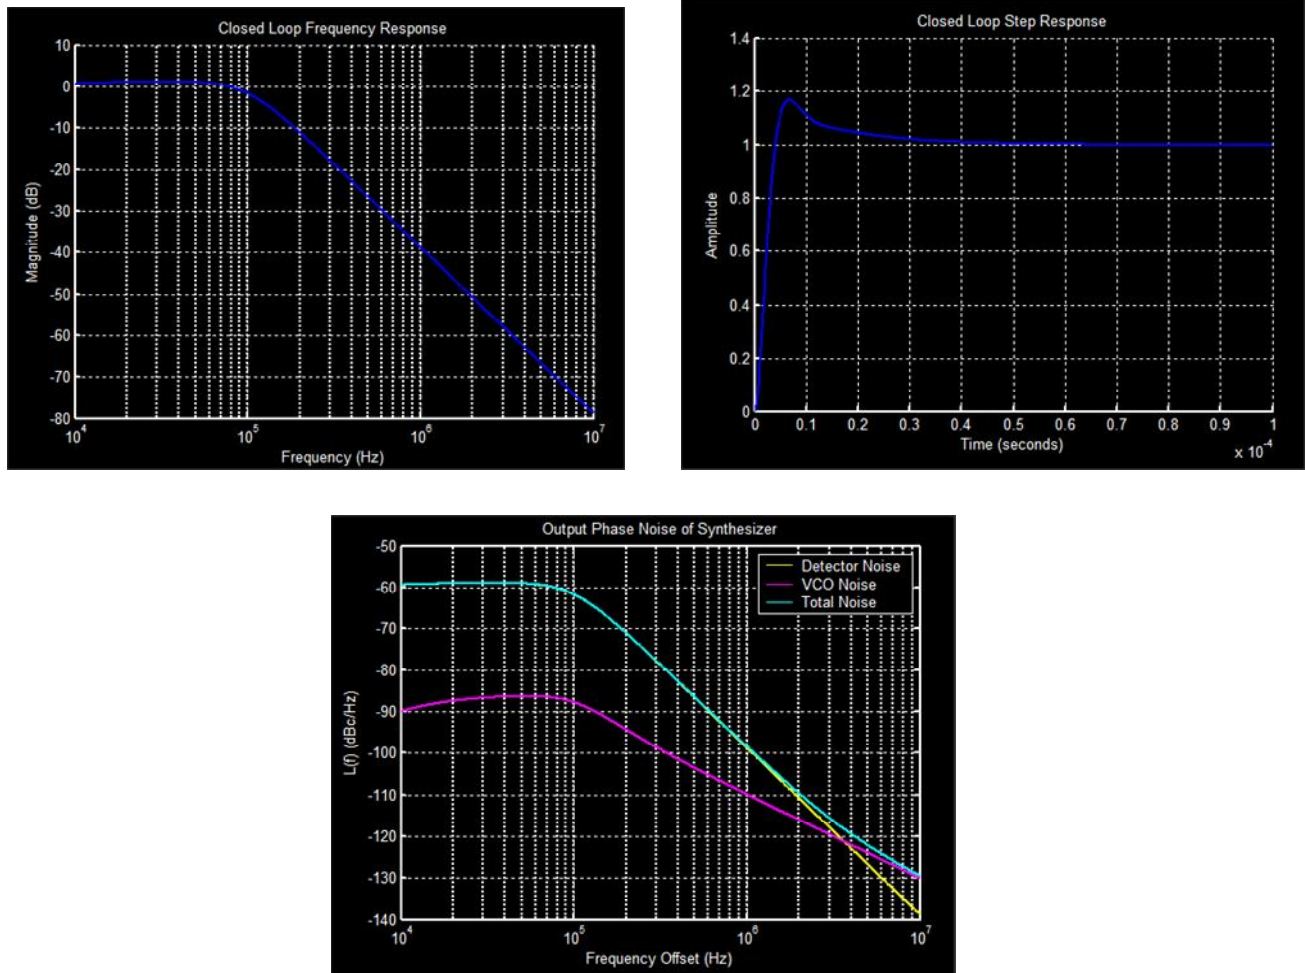 Closed Loop Frequency Response
10
0
-10
-20
-30
-40
-50
-60
-70
-80
Magnitude (dB)
10^4
10^5
10^6
10^7
Frequency (Hz)
Closed Loop Step Response
1.4
1.2
1
0.8
0.6
0.4
0.2
0
Amplitude
0 0.1 0.2 0.3 0.4 0.5 0.6 0.7 0.8 0.9 1
Time (seconds)
x 10^-4
Output Phase Noise of Synthesizer
-50
-60
-70
-80
-90
-100
-110
-120
-130
-140
L(f) (dBc/Hz)
Detector Noise
VCO Noise
Total Noise
10^4
10^5
10^6
10^7
Frequency Offset (Hz)